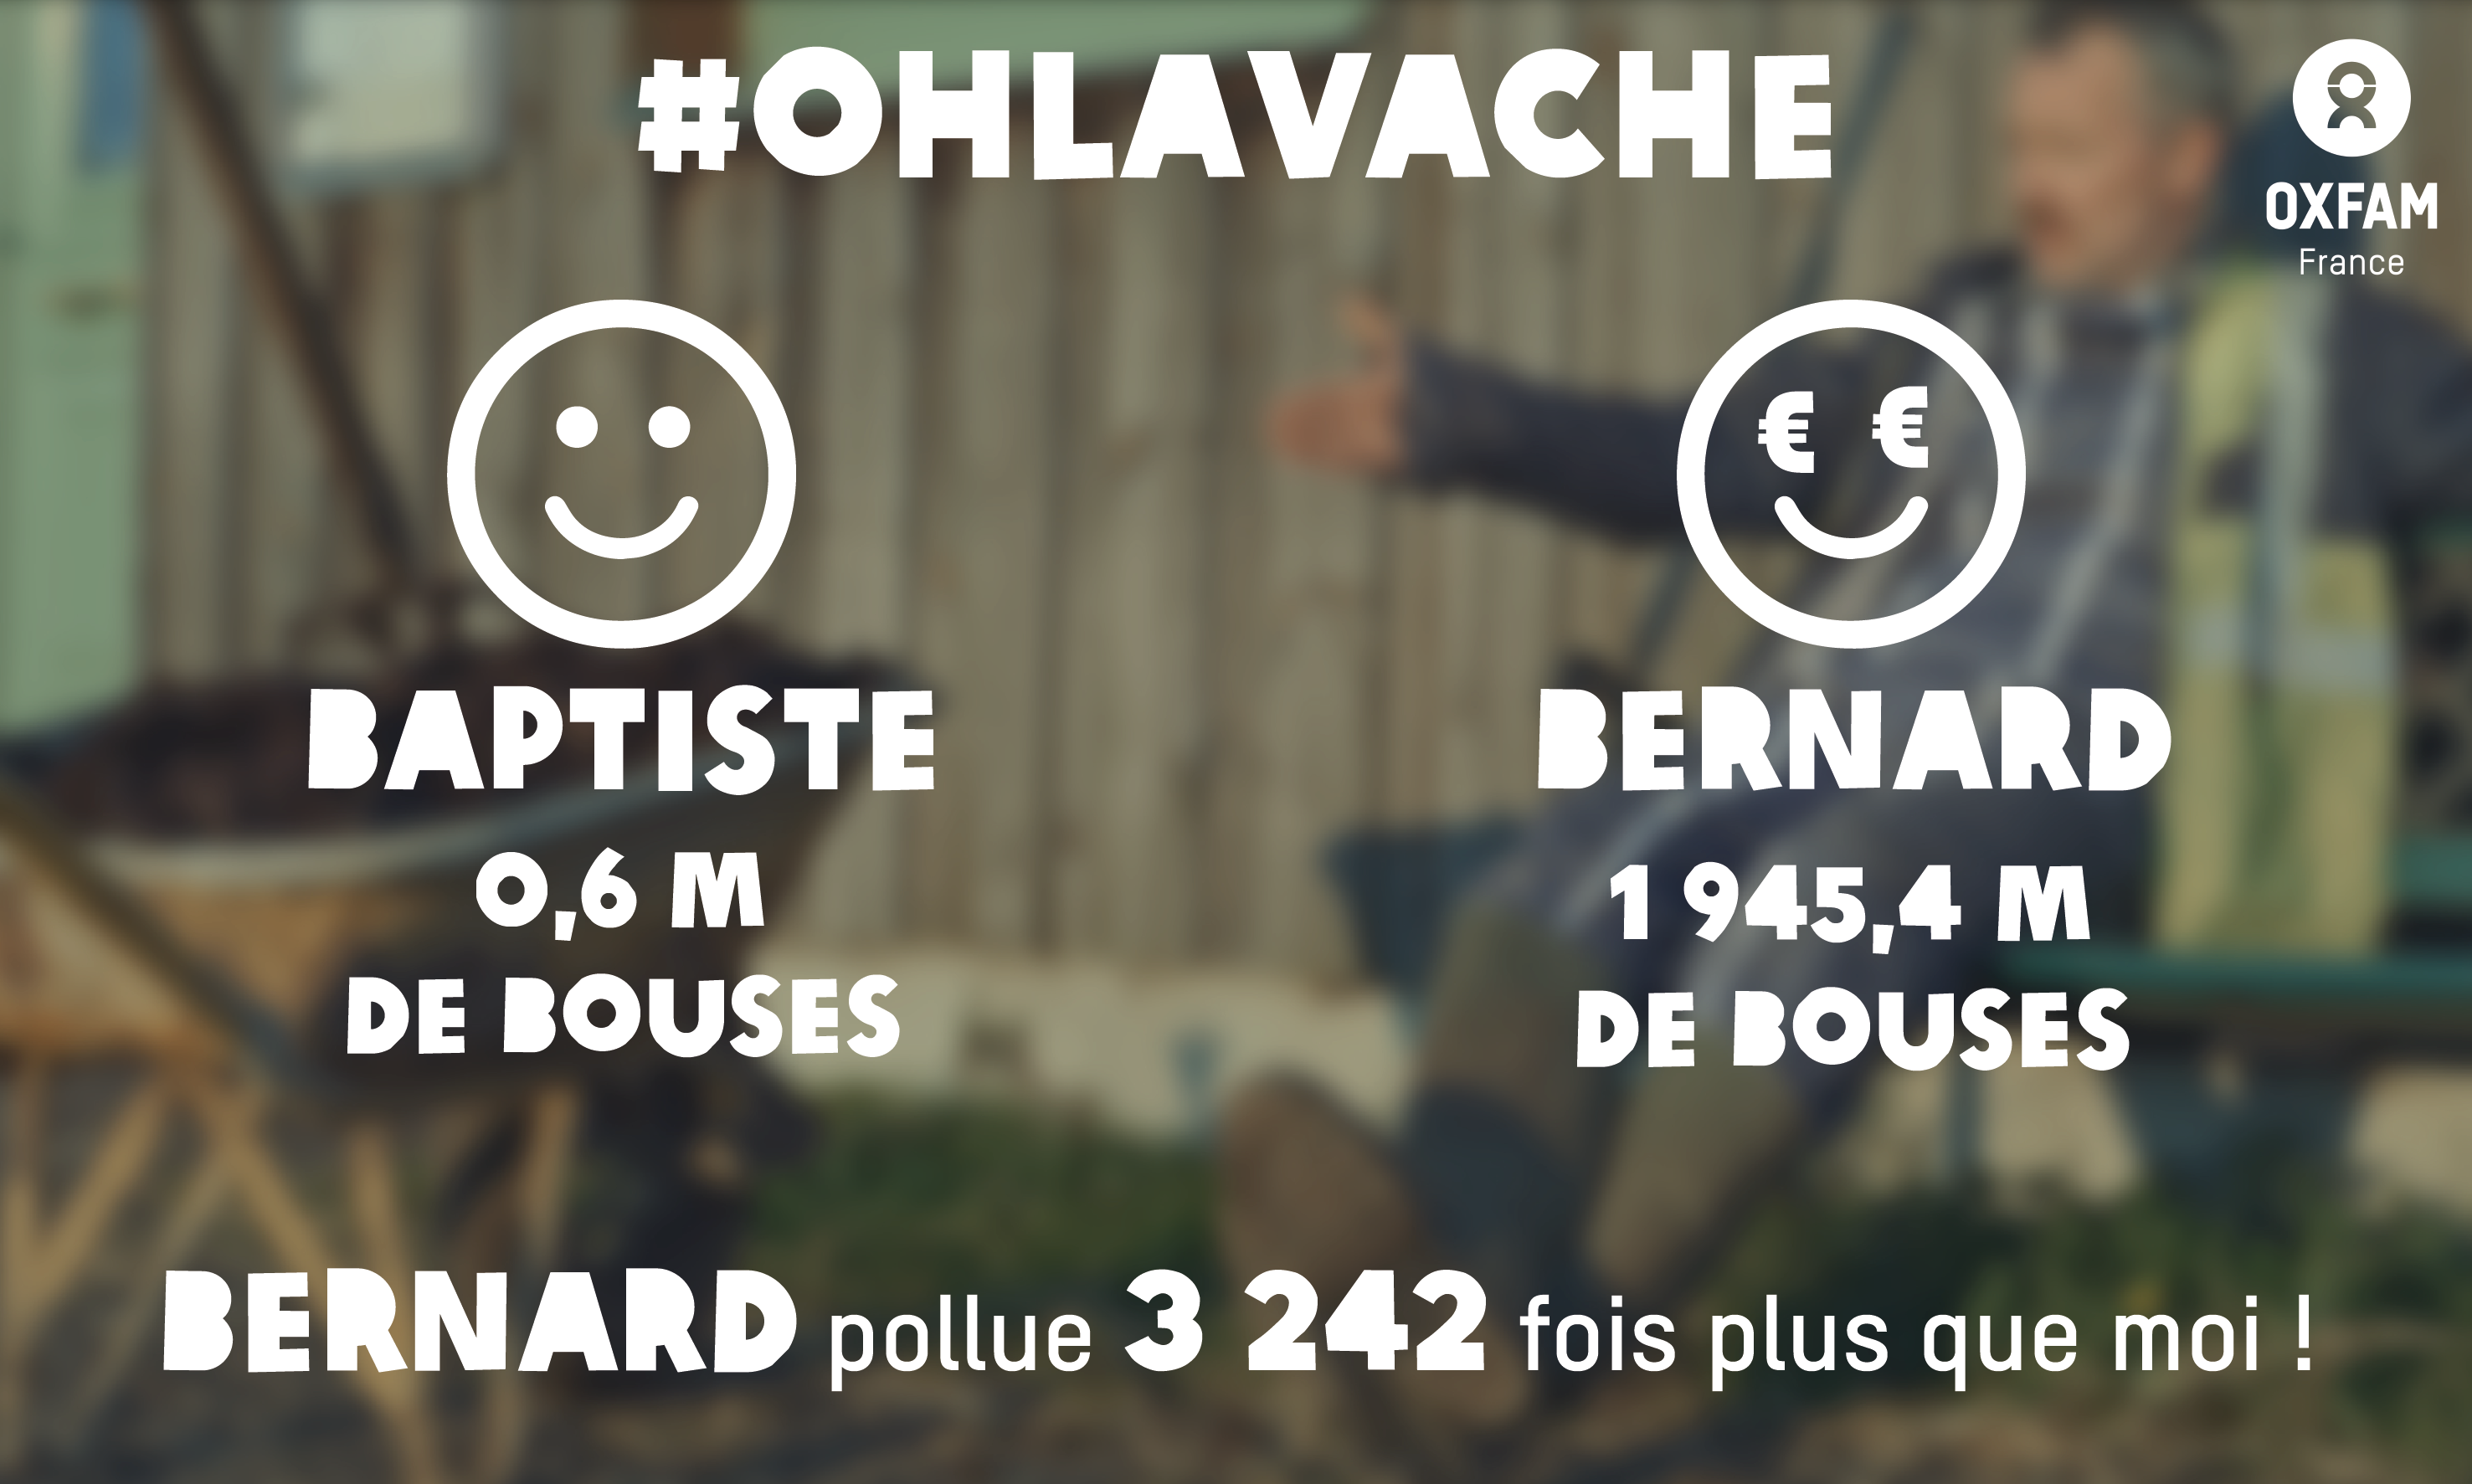 #OHLAVACHE
OXFAM
France
€ €
BAPTISTE
0,6 M
DE BOUSES
BERNARD
1 945,4 M
DE BOUSES
BERNARD pollue 3 242 fois plus que moi !